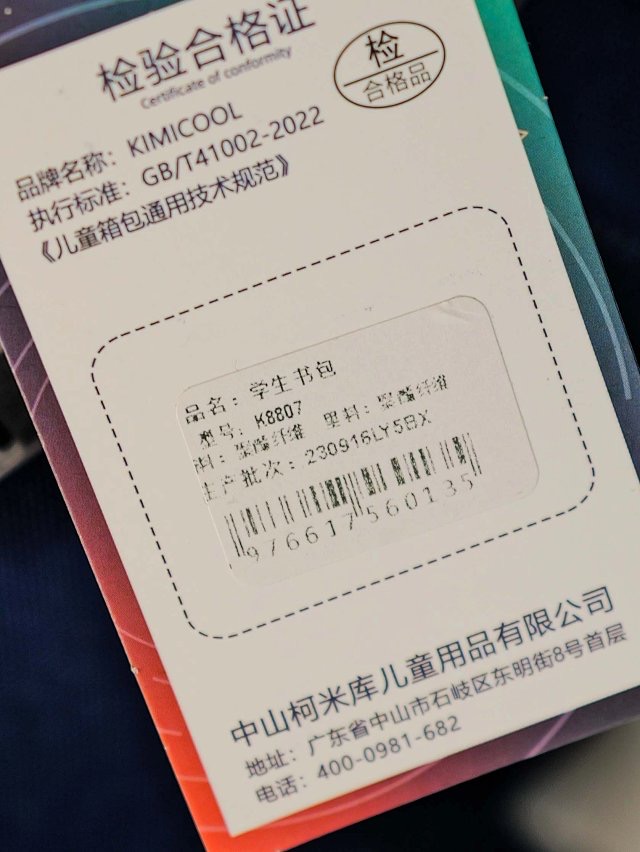 检验合格证
Certificate of conformity
检
合格品
品牌名称：KIMICOOL
执行标准：GB/T41002-2022
《儿童箱包通用技术规范》
品名：学生书包
型号：K8807
料：聚酯纤维 里料：聚酯纤维
生产批次：230916LY5BX
976617560135
中山柯米库儿童用品有限公司
地址：广东省中山市石岐区东明街8号首层
电话：400-0981-682